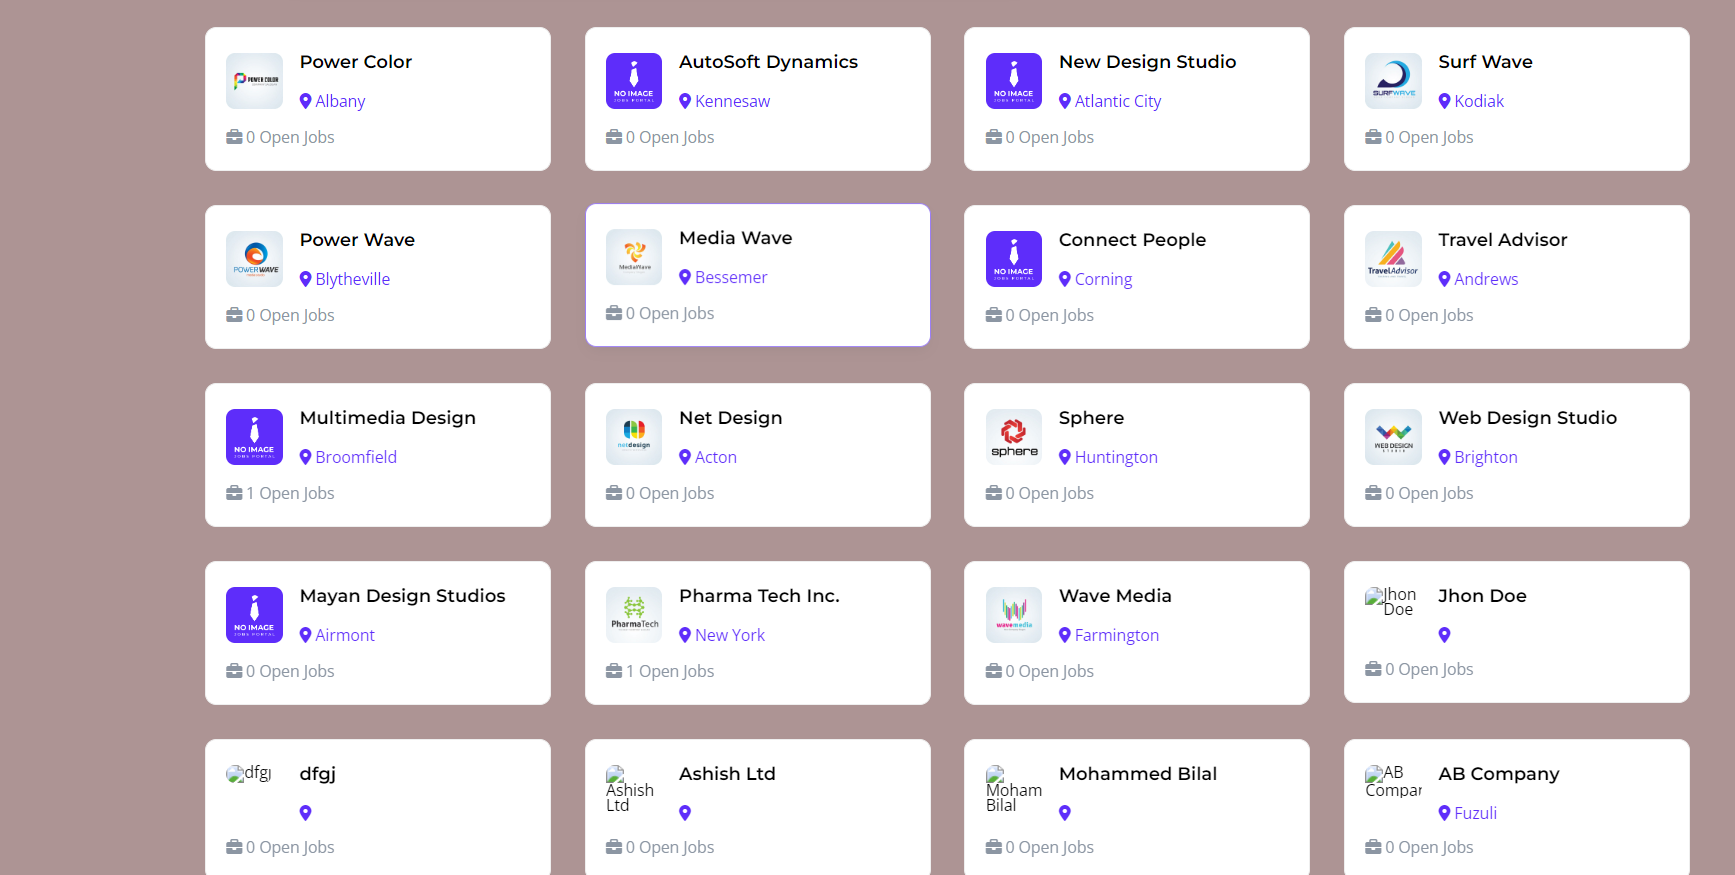 Power Color
AutoSoft Dynamics
New Design Studio
Surf Wave
POWER COLOR
NO IMAGE
JOBS PORTAL
NO IMAGE
JOBS PORTAL
SURFWAVE
Albany
Kennesaw
Atlantic City
Kodiak
0 Open Jobs
0 Open Jobs
0 Open Jobs
0 Open Jobs
Power Wave
Media Wave
Connect People
Travel Advisor
POWER WAVE
MediaWave
NO IMAGE
JOBS PORTAL
TravelAdvisor
Blytheville
Bessemer
Corning
Andrews
0 Open Jobs
0 Open Jobs
0 Open Jobs
0 Open Jobs
Multimedia Design
Net Design
Sphere
Web Design Studio
NO IMAGE
JOBS PORTAL
netdesign
sphere
WEB DESIGN
STUDIO
Broomfield
Acton
Huntington
Brighton
1 Open Jobs
0 Open Jobs
0 Open Jobs
0 Open Jobs
Mayan Design Studios
Pharma Tech Inc.
Wave Media
Jhon Doe
NO IMAGE
JOBS PORTAL
PharmaTech
wavemedia
Jhon
Doe
Airmont
New York
Farmington
0 Open Jobs
1 Open Jobs
0 Open Jobs
0 Open Jobs
dfgj
Ashish Ltd
Mohammed Bilal
AB Company
dfgj
Ashish
Ltd
Moham
Bilal
AB
Compar
Fuzuli
0 Open Jobs
0 Open Jobs
0 Open Jobs
0 Open Jobs